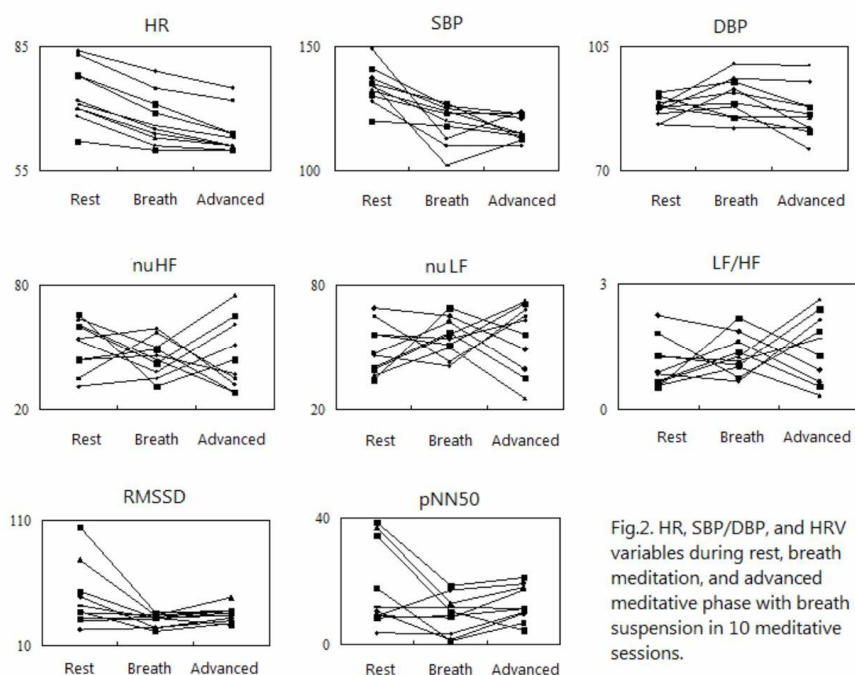 HR
SBP
DBP
85
55
Rest Breath Advanced
150
100
Rest Breath Advanced
105
70
Rest Breath Advanced
nuHF
nuLF
LF/HF
80
20
Rest Breath Advanced
80
20
Rest Breath Advanced
3
0
Rest Breath Advanced
RMSSD
pNN50
110
10
Rest Breath Advanced
40
0
Rest Breath Advanced
Fig.2. HR, SBP/DBP, and HRV
variables during rest, breath
meditation, and advanced
meditative phase with breath
suspension in 10 meditative
sessions.